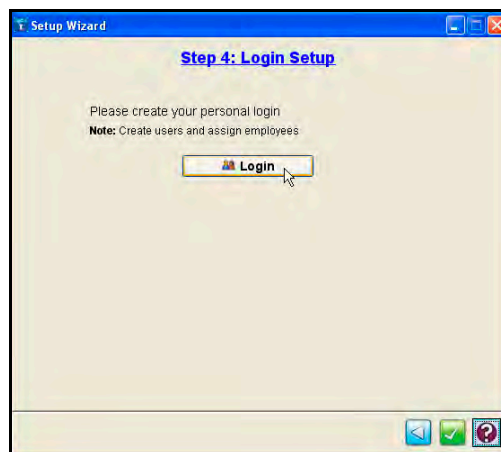 Setup Wizard
Step 4: Login Setup
Please create your personal login
Note: Create users and assign employees
Login